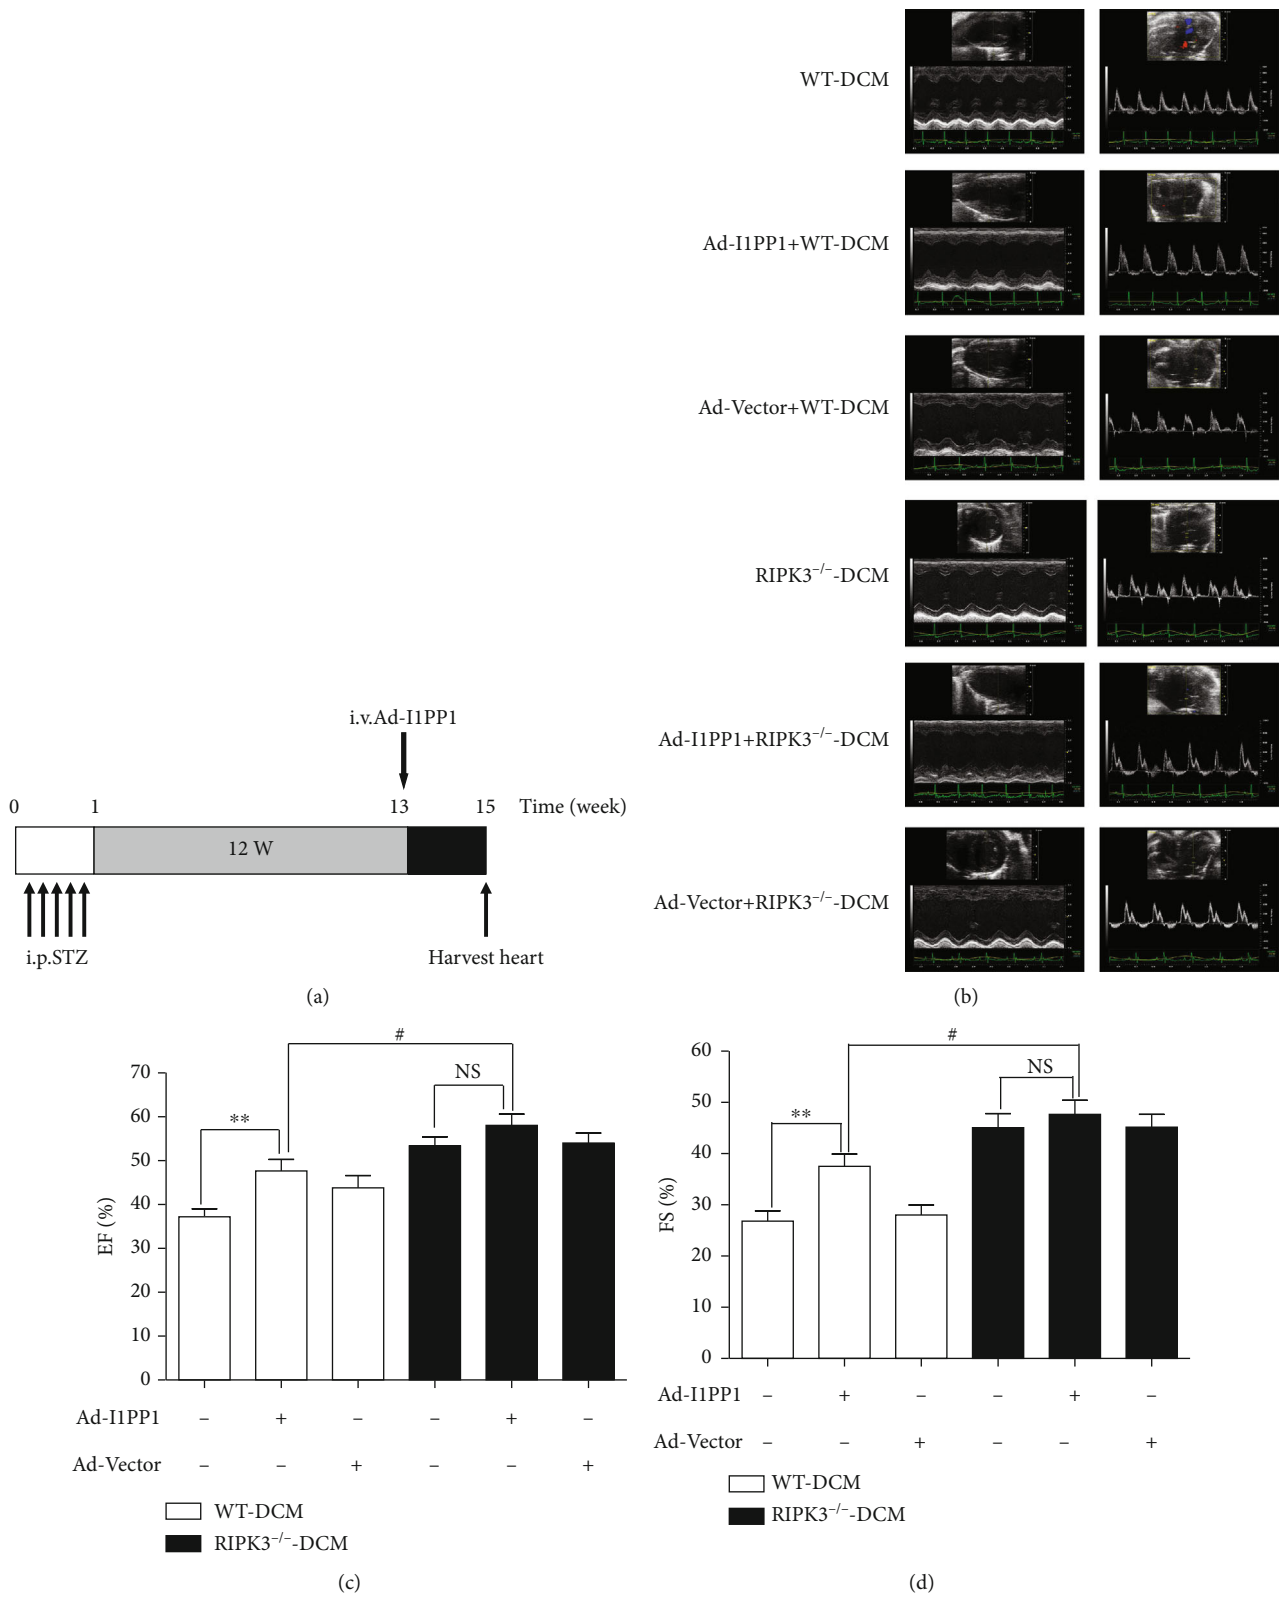 WT-DCM
Ad-I1PP1+WT-DCM
Ad-Vector+WT-DCM
RIPK3⁻/⁻-DCM
Ad-I1PP1+RIPK3⁻/⁻-DCM
Ad-Vector+RIPK3⁻/⁻-DCM
i.v.Ad-I1PP1
0 1 13 15 Time (week)
12 W
i.p.STZ Harvest heart
(a)
(b)
#
NS
**
70
60
50
40
30
20
10
0
EF (%)
Ad-I1PP1 – + – – + –
Ad-Vector – – + – – +
WT-DCM
RIPK3⁻/⁻-DCM
(c)
#
NS
**
60
50
40
30
20
10
0
FS (%)
Ad-I1PP1 – + – – + –
Ad-Vector – – + – – +
WT-DCM
RIPK3⁻/⁻-DCM
(d)